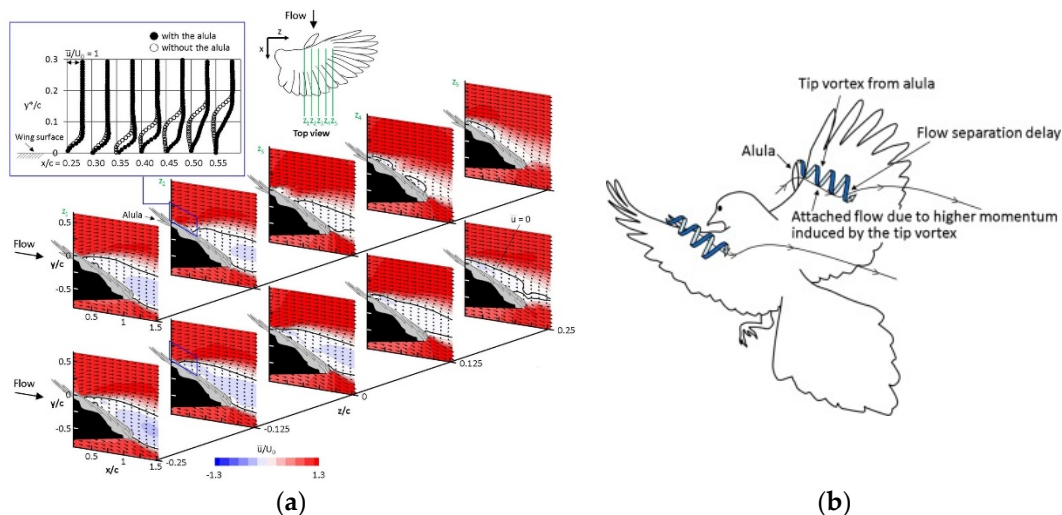 Flow
z
x
z₁ z₂ z₃ z₄ z₅
Top view
with the alula
without the alula
u̅/U₀ = 1
0.3
0.2
y*/c
0.1
Wing surface
0
x/c =
0.25 0.30 0.35 0.40 0.45 0.50 0.55
z₁
z₂
z₃
z₄
z₅
Alula
Flow
y/c
0.5
0
-0.5
0.5 1 1.5
u̅ = 0
Flow
y/c
0.5
0
-0.5
0.5 1 1.5
x/c
-0.25
-0.125
0
0.125
0.25
z/c
u̅/U₀
-1.3 1.3
(a)
Tip vortex from alula
Flow separation delay
Alula
Attached flow due to higher momentum
induced by the tip vortex
(b)